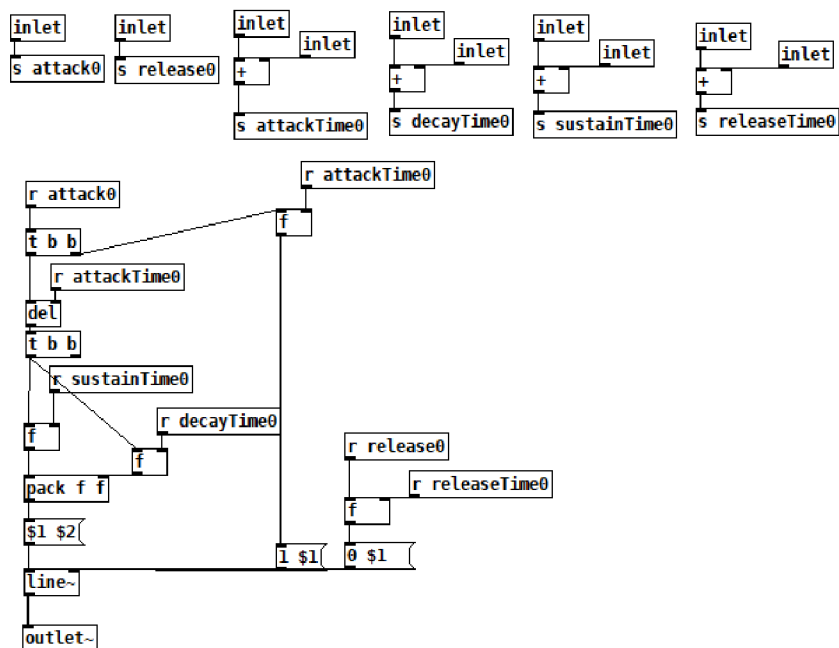 inlet
inlet
inlet
inlet
inlet
inlet
inlet
inlet
inlet
inlet
s attack0
s release0
+
+
+
+
s attackTime0
s decayTime0
s sustainTime0
s releaseTime0
r attackTime0
r attack0
f
t b b
r attackTime0
del
t b b
r sustainTime0
r decayTime0
f
f
r release0
r releaseTime0
pack f f
f
$1 $2
1 $1
0 $1
line~
outlet~